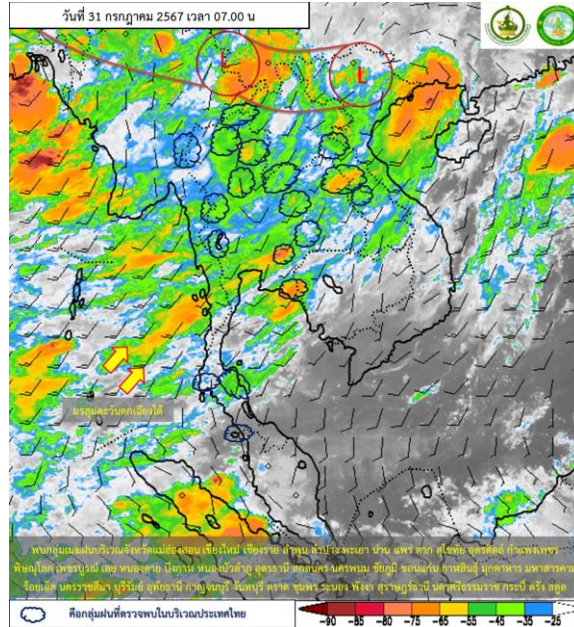 วันที่ 31 กรกฎาคม 2567 เวลา 07.00 น
L
L
มรสุมตะวันตกเฉียงใต้
พบกลุ่มเมฆฝนบริเวณจังหวัดแม่ฮ่องสอน เชียงใหม่ เชียงราย ลำพูน ลำปาง พะเยา น่าน แพร่ ตาก สุโขทัย อุตรดิตถ์ กำแพงเพชร
พิษณุโลก เพชรบูรณ์ เลย หนองคาย บึงกาฬ หนองบัวลำภู อุดรธานี สกลนคร นครพนม ชัยภูมิ ขอนแก่น กาฬสินธุ์ มุกดาหาร มหาสารคาม
ร้อยเอ็ด นครราชสีมา บุรีรัมย์ อุทัยธานี กาญจนบุรี จันทบุรี ตราด ชุมพร ระนอง พังงา สุราษฎร์ธานี นครศรีธรรมราช กระบี่ ตรัง สตูล
คือกลุ่มฝนที่ตรวจพบในบริเวณประเทศไทย
-90 -85 -80 -75 -70 -65 -55 -45 -35 -25